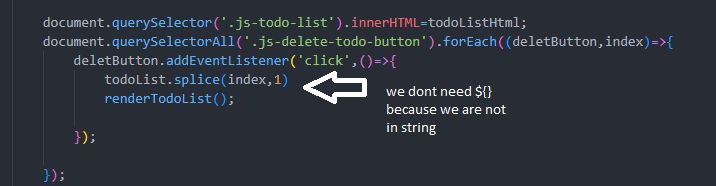 document.querySelector('.js-todo-list').innerHTML=todoListHtml;
document.querySelectorAll('.js-delete-todo-button').forEach((deletButton,index)=>{
deletButton.addEventListener('click',()=>{
todoList.splice(index,1)
renderTodoList();
we dont need ${}
because we are not
in string
});
});